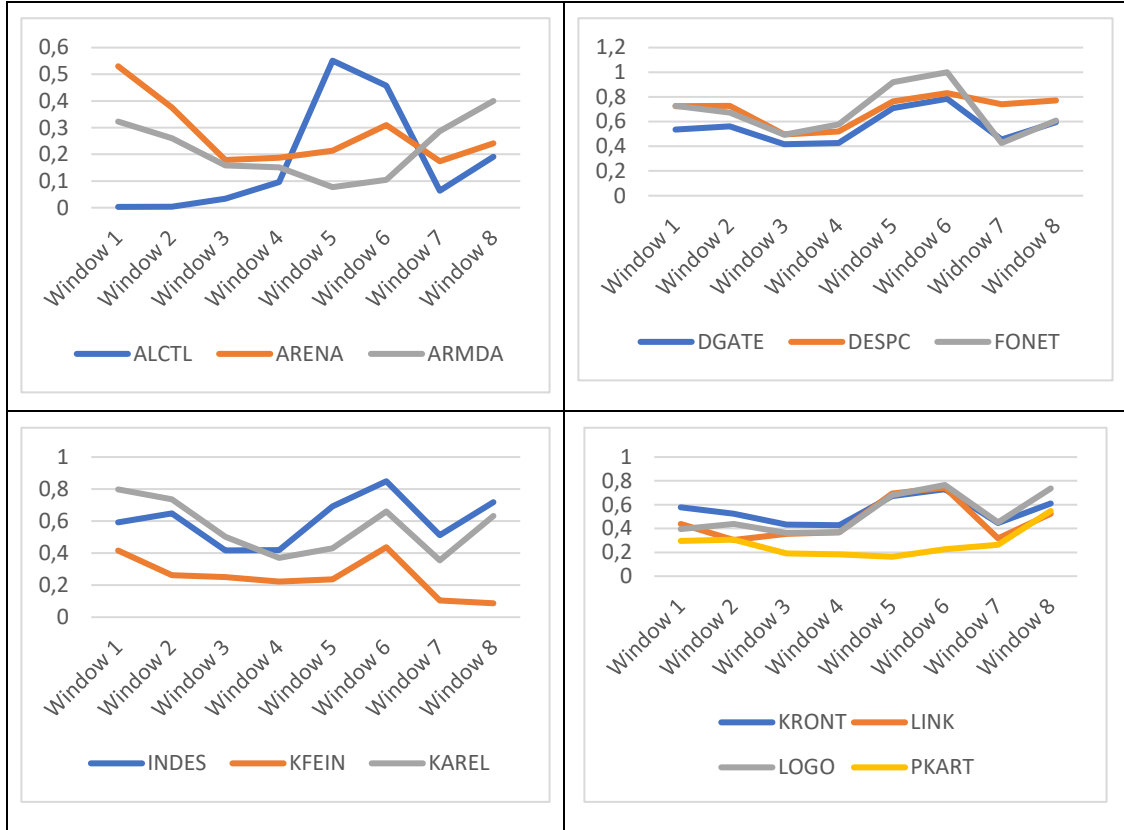 0,6
0,5
0,4
0,3
0,2
0,1
0
Window 1 Window 2 Window 3 Window 4 Window 5 Window 6 Window 7 Window 8
ALCTL ARENA ARMDA
1,2
1
0,8
0,6
0,4
0,2
0
Window 1 Window 2 Window 3 Window 4 Window 5 Window 6 Widnow 7 Window 8
DGATE DESPC FONET
1
0,8
0,6
0,4
0,2
0
Window 1 Window 2 Window 3 Window 4 Window 5 Window 6 Window 7 Window 8
INDES KFEIN KAREL
1
0,8
0,6
0,4
0,2
0
Window 1 Window 2 Window 3 Window 4 Window 5 Window 6 Window 7 Window 8
KRONT LINK
LOGO PKART